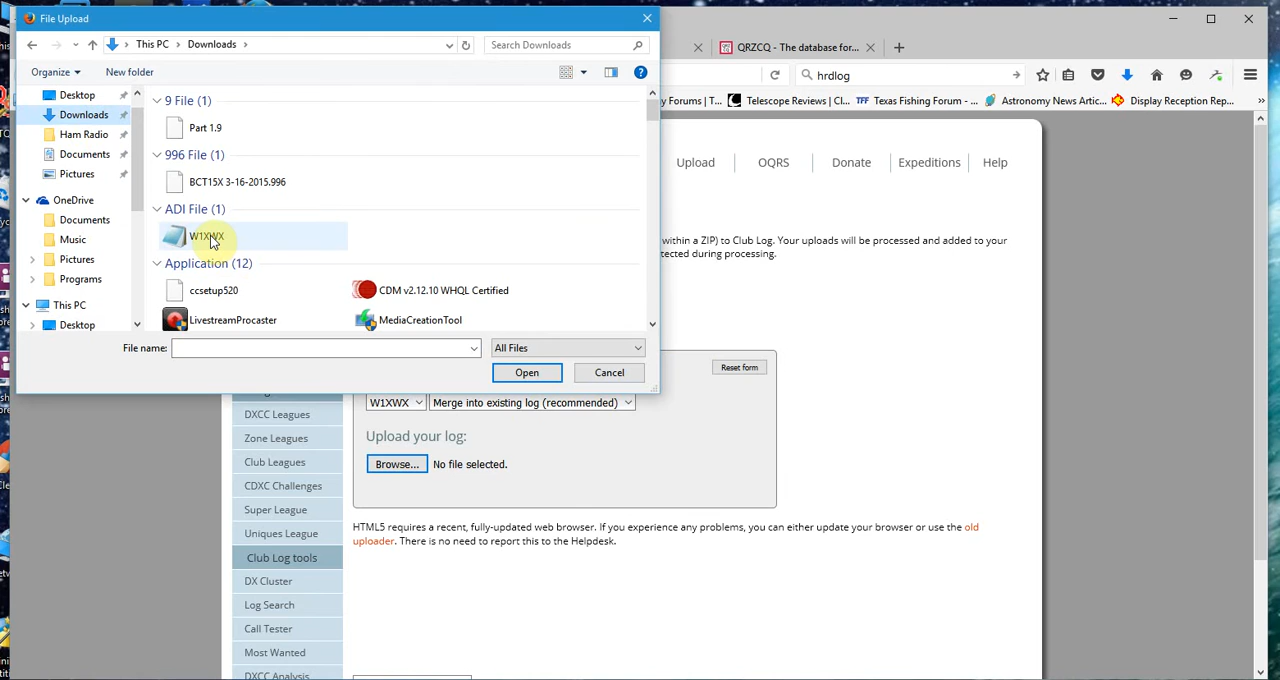 File Upload
This PC > Downloads >
Search Downloads
Organize
New folder
Desktop
Downloads
Ham Radio
Documents
Pictures
OneDrive
Documents
Music
Pictures
Programs
This PC
Desktop
9 File (1)
Part 1.9
996 File (1)
BCT15X 3-16-2015.996
ADI File (1)
W1XWX
Application (12)
ccsetup520
CDM v2.12.10 WHQL Certified
LivestreamProcaster
MediaCreationTool
File name:
All Files
Open
Cancel
QRZCQ - The database for...
hrdlog
y Forums | T...
Telescope Reviews | Cl...
TFF Texas Fishing Forum - ...
Astronomy News Artic...
Display Reception Rep...
Upload
OQRS
Donate
Expeditions
Help
within a ZIP) to Club Log. Your uploads will be processed and added to your
tected during processing.
Reset form
W1XWX
Merge into existing log (recommended)
Upload your log:
Browse...
No file selected.
HTML5 requires a recent, fully-updated web browser. If you experience any problems, you can either update your browser or use the old
uploader. There is no need to report this to the Helpdesk.
DXCC Leagues
Zone Leagues
Club Leagues
CDXC Challenges
Super League
Uniques League
Club Log tools
DX Cluster
Log Search
Call Tester
Most Wanted
DXCC Analysis